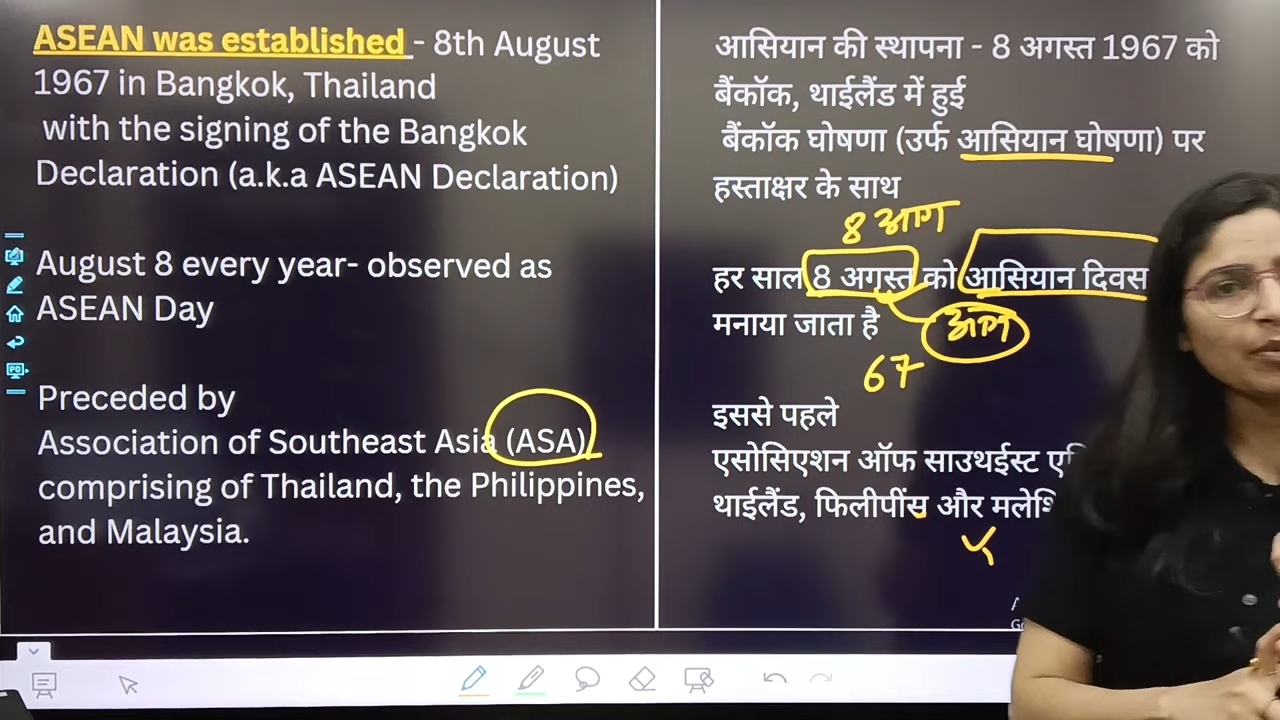 ASEAN was established - 8th August
1967 in Bangkok, Thailand
with the signing of the Bangkok
Declaration (a.k.a ASEAN Declaration)
August 8 every year- observed as
ASEAN Day
Preceded by
Association of Southeast Asia (ASA)
comprising of Thailand, the Philippines,
and Malaysia.
आसियान की स्थापना - 8 अगस्त 1967 को
बैंकॉक, थाईलैंड में हुई
बैंकॉक घोषणा (उर्फ आसियान घोषणा) पर
हस्ताक्षर के साथ
8 आग
हर साल 8 अगस्त को आसियान दिवस
मनाया जाता है
67
इससे पहले
एसोसिएशन ऑफ साउथईस्ट
थाईलैंड, फिलीपींस और